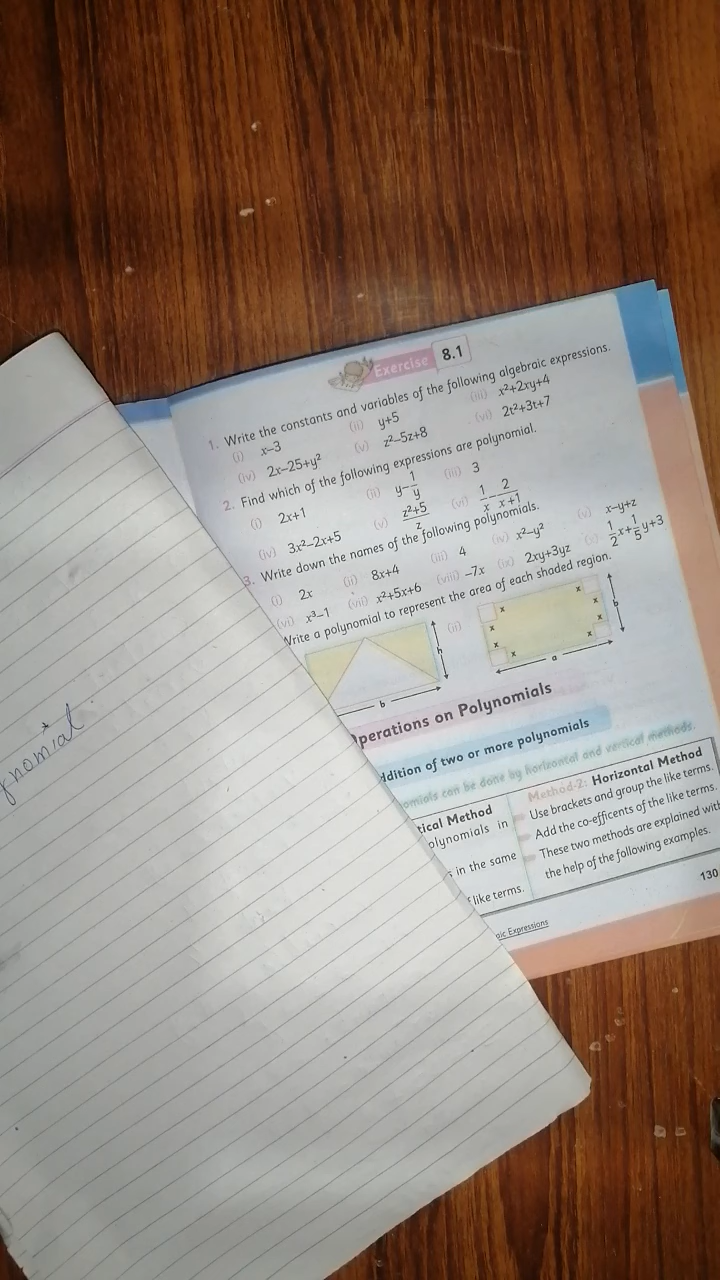 Exercise 8.1
1. Write the constants and variables of the following algebraic expressions.
(i) x–3 (ii) y+5 (iii) x²+2xy+4
(iv) 2x–25+y² (v) z²–5z+8 (vi) 2t²+3t+7
2. Find which of the following expressions are polynomial.
(i) 2x+1 (ii) y–1/y (iii) 3
(iv) 3x²–2x+5 (v) z²+5/z (vi) 1/x – 2/x+1
3. Write down the names of the following polynomials.
(i) 2x (ii) 8x+4 (iii) 4 (iv) x²–y² (v) x–y+z
(vi) x³–1 (vii) x²+5x+6 (viii) –7x (ix) 2xy+3yz 1/2x+1/5y+3
Write a polynomial to represent the area of each shaded region.
(ii)
x x
x x
x x
x x
h
b
b
a
perations on Polynomials
ddition of two or more polynomials
omials can be done by horizontal and vertical methods.
tical Method
olynomials in
in the same
like terms.
Method-2: Horizontal Method
Use brackets and group the like terms.
Add the co-efficents of the like terms.
These two methods are explained with
the help of the following examples.
130
aic Expressions
nomial